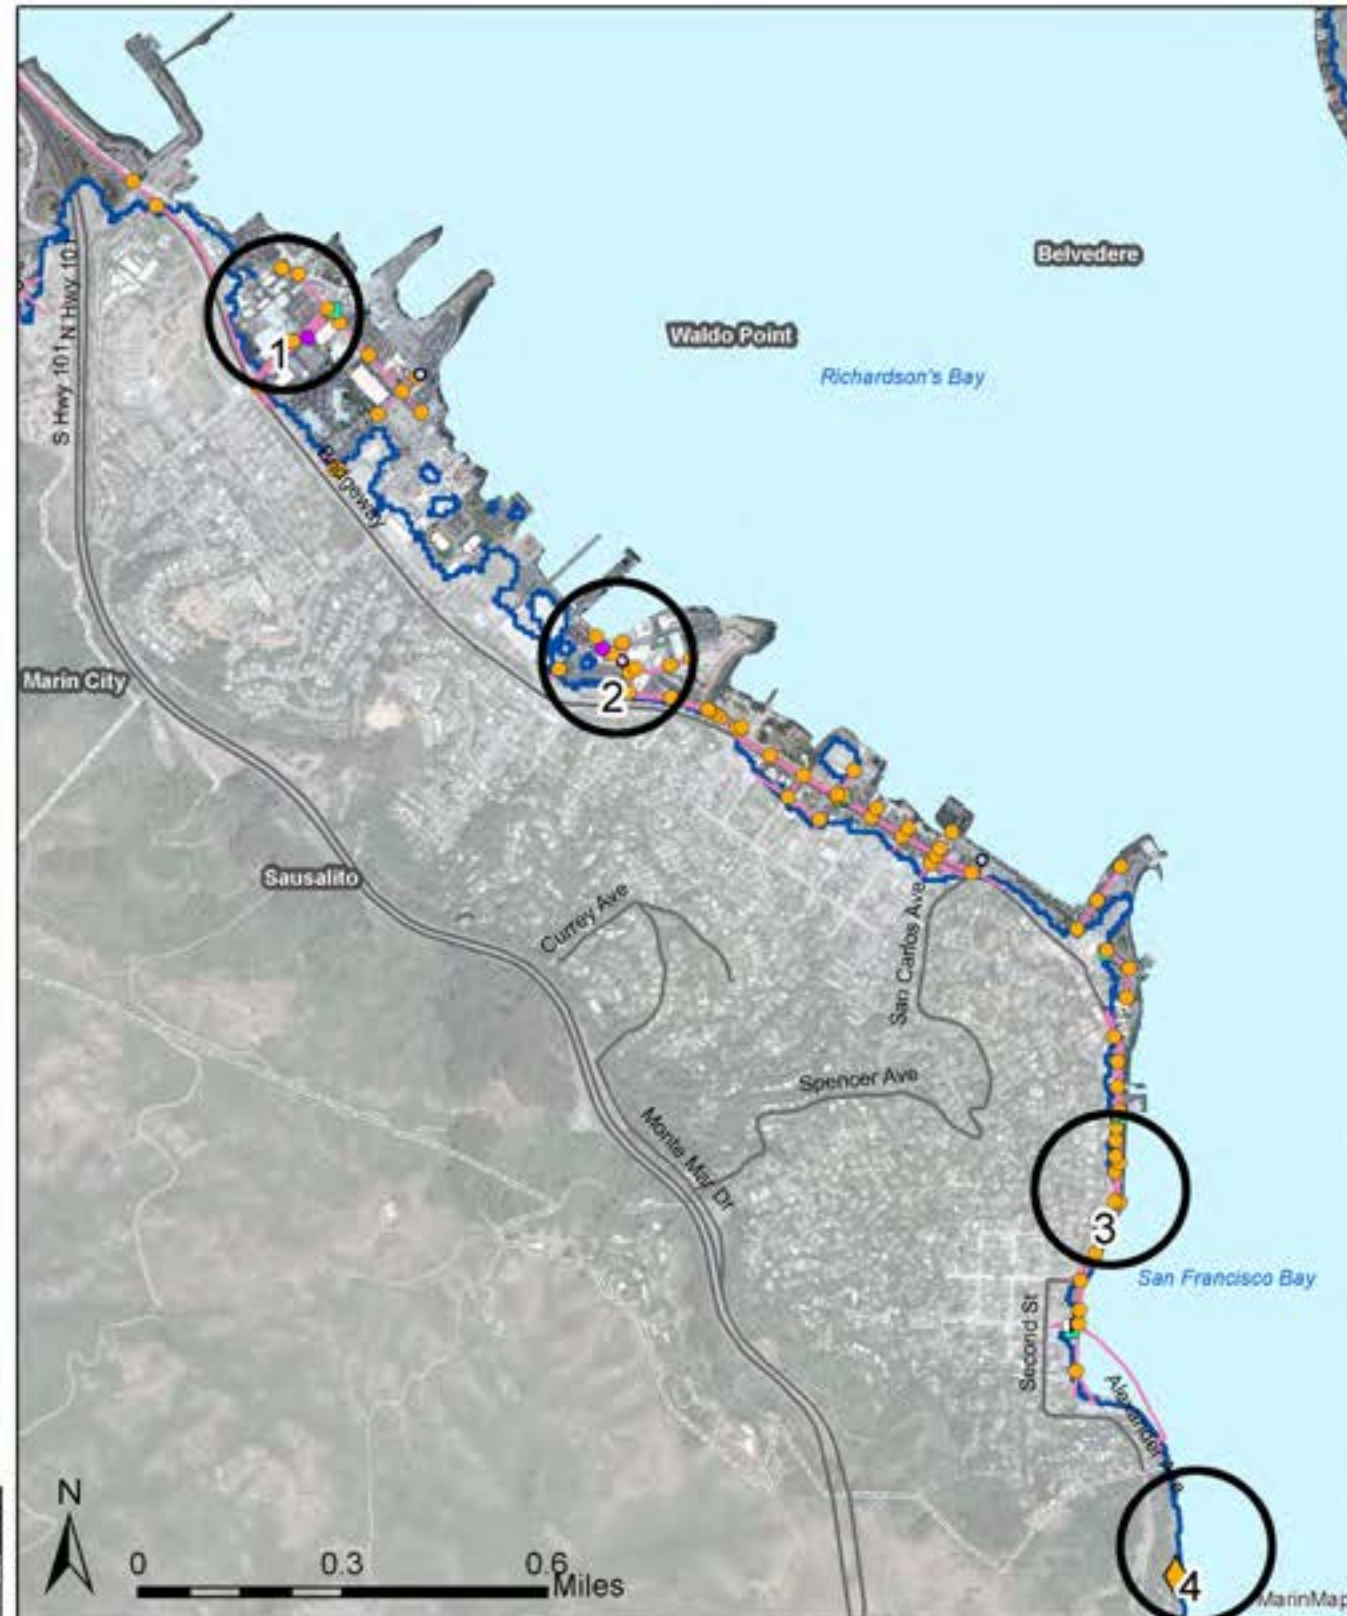 Belvedere
Waldo Point
Richardson's Bay
S Hwy 101
N Hwy 101
1
Bridgeway
2
Marin City
Sausalito
Currey Ave
San Carlos Ave
Spencer Ave
Monte Mar Dr
3
San Francisco Bay
Second St
Alexander
N
0 0.3 0.6
Miles
4
MarinMap